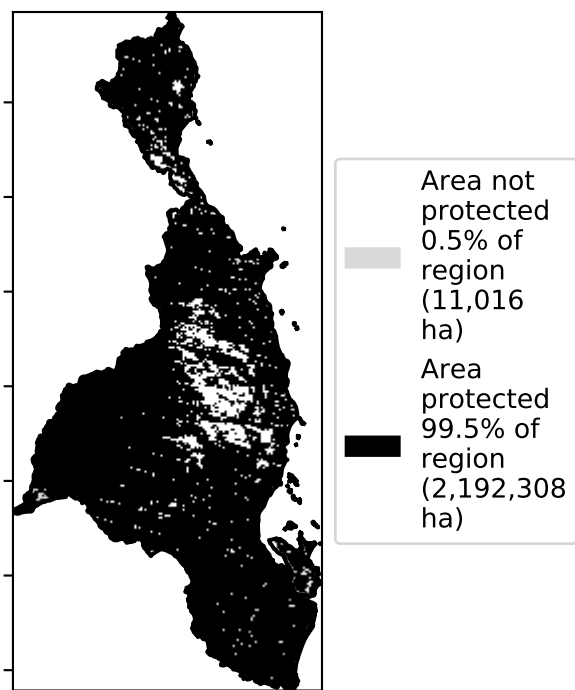 Area not
protected
0.5% of
region
(11,016
ha)
Area
protected
99.5% of
region
(2,192,308
ha)